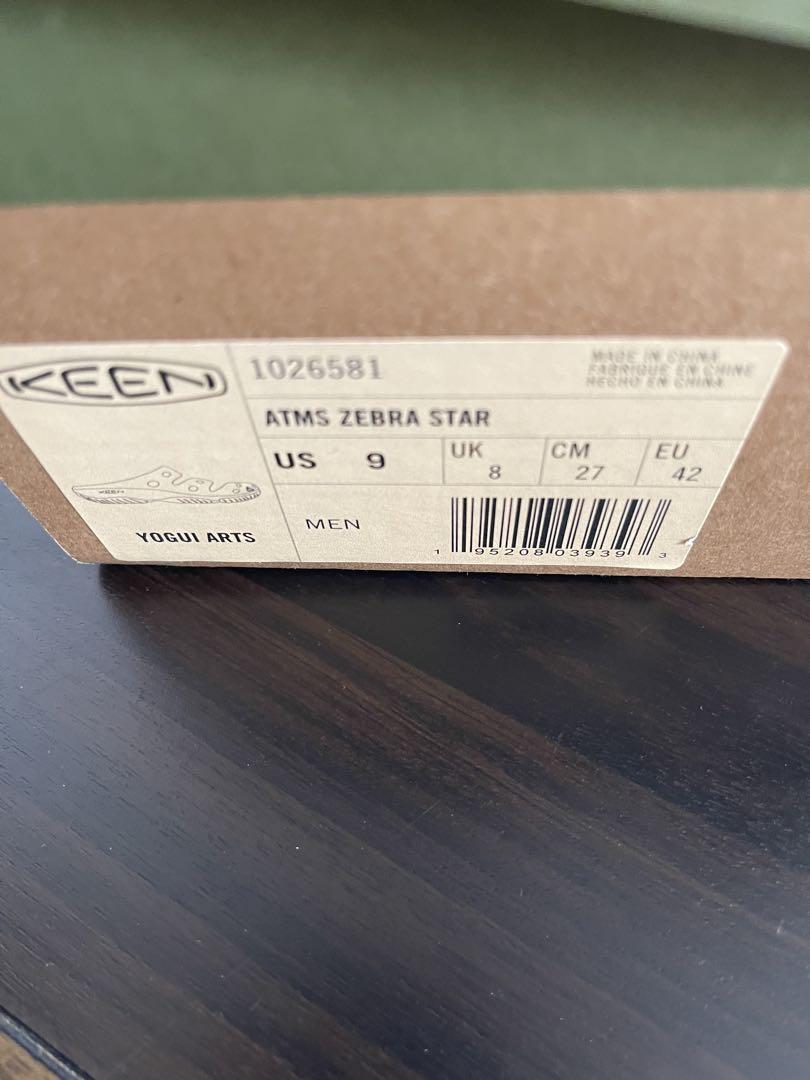 KEEN
1026581
MADE IN CHINA
FABRIQUE EN CHINE
HECHO EN CHINA
ATMS ZEBRA STAR
US 9
UK 8
CM 27
EU 42
KEEN
YOGUI ARTS
MEN
1 95208 03939 3